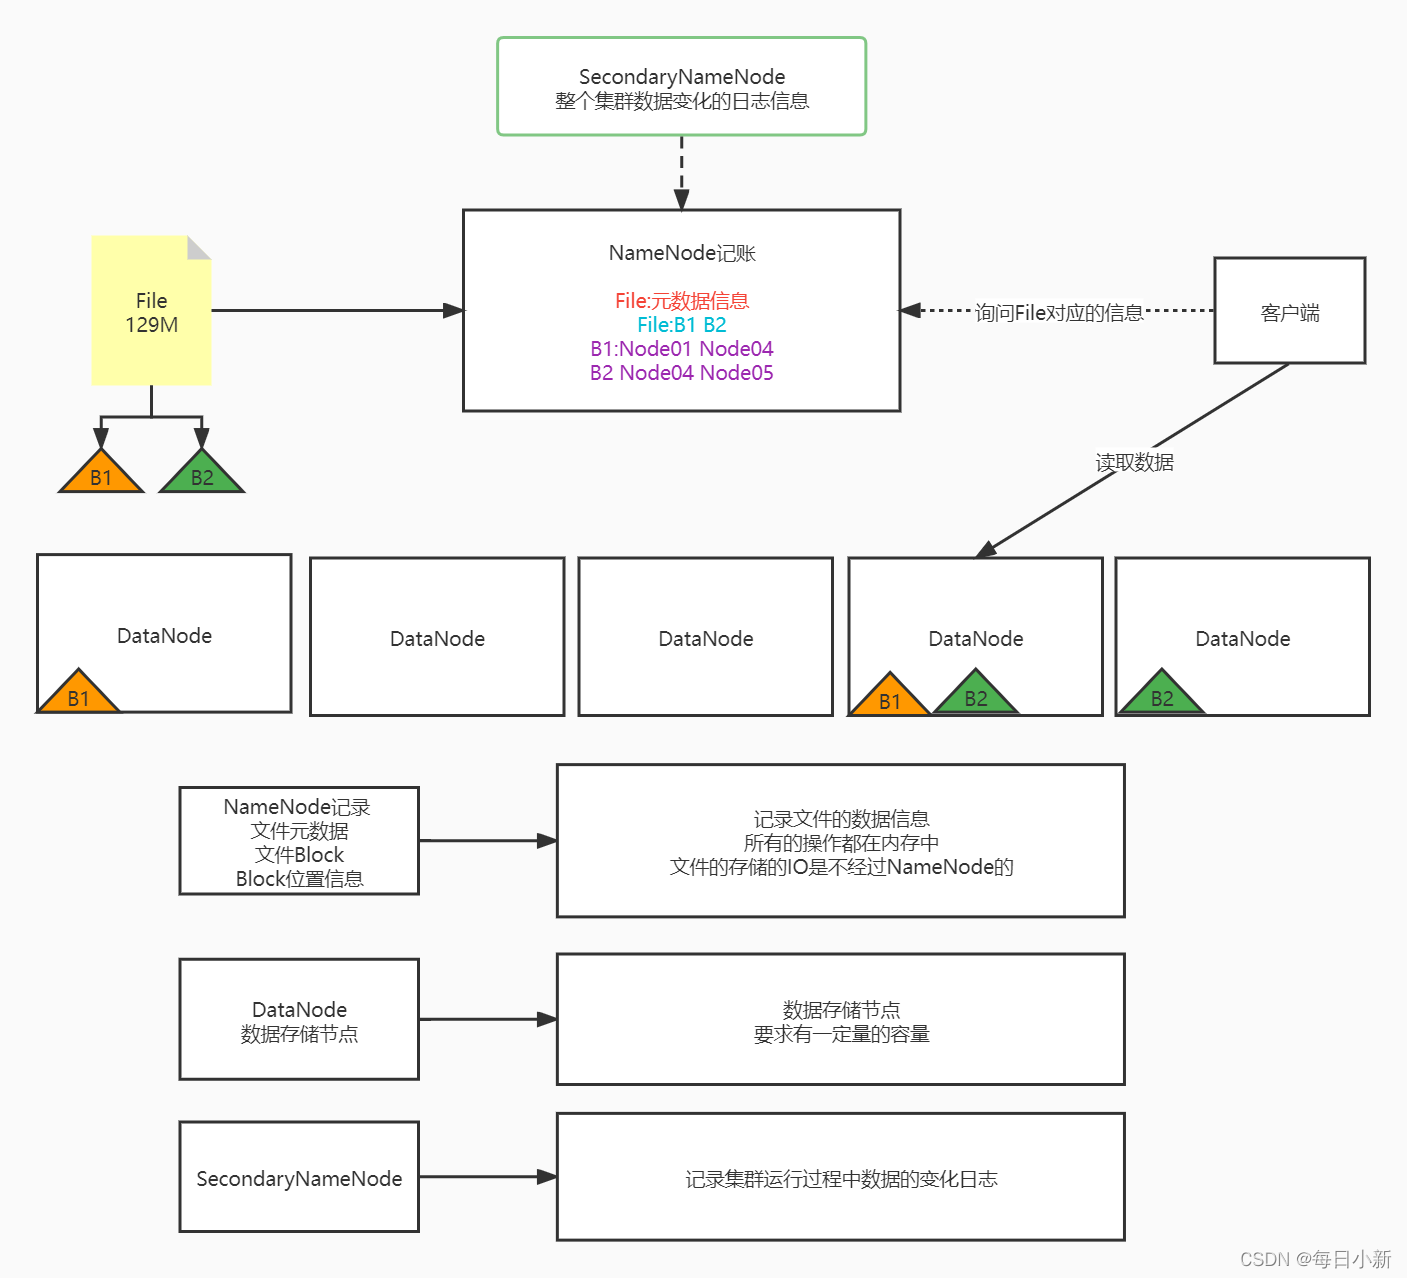 SecondaryNameNode
整个集群数据变化的日志信息
NameNode记账
File:元数据信息
File:B1 B2
B1:Node01 Node04
B2 Node04 Node05
File
129M
询问File对应的信息
客户端
读取数据
B1
B2
DataNode
B1
DataNode
DataNode
DataNode
B1
B2
DataNode
B2
NameNode记录
文件元数据
文件Block
Block位置信息
记录文件的数据信息
所有的操作都在内存中
文件的存储的IO是不经过NameNode的
DataNode
数据存储节点
数据存储节点
要求有一定量的容量
SecondaryNameNode
记录集群运行过程中数据的变化日志
CSDN @每日小新